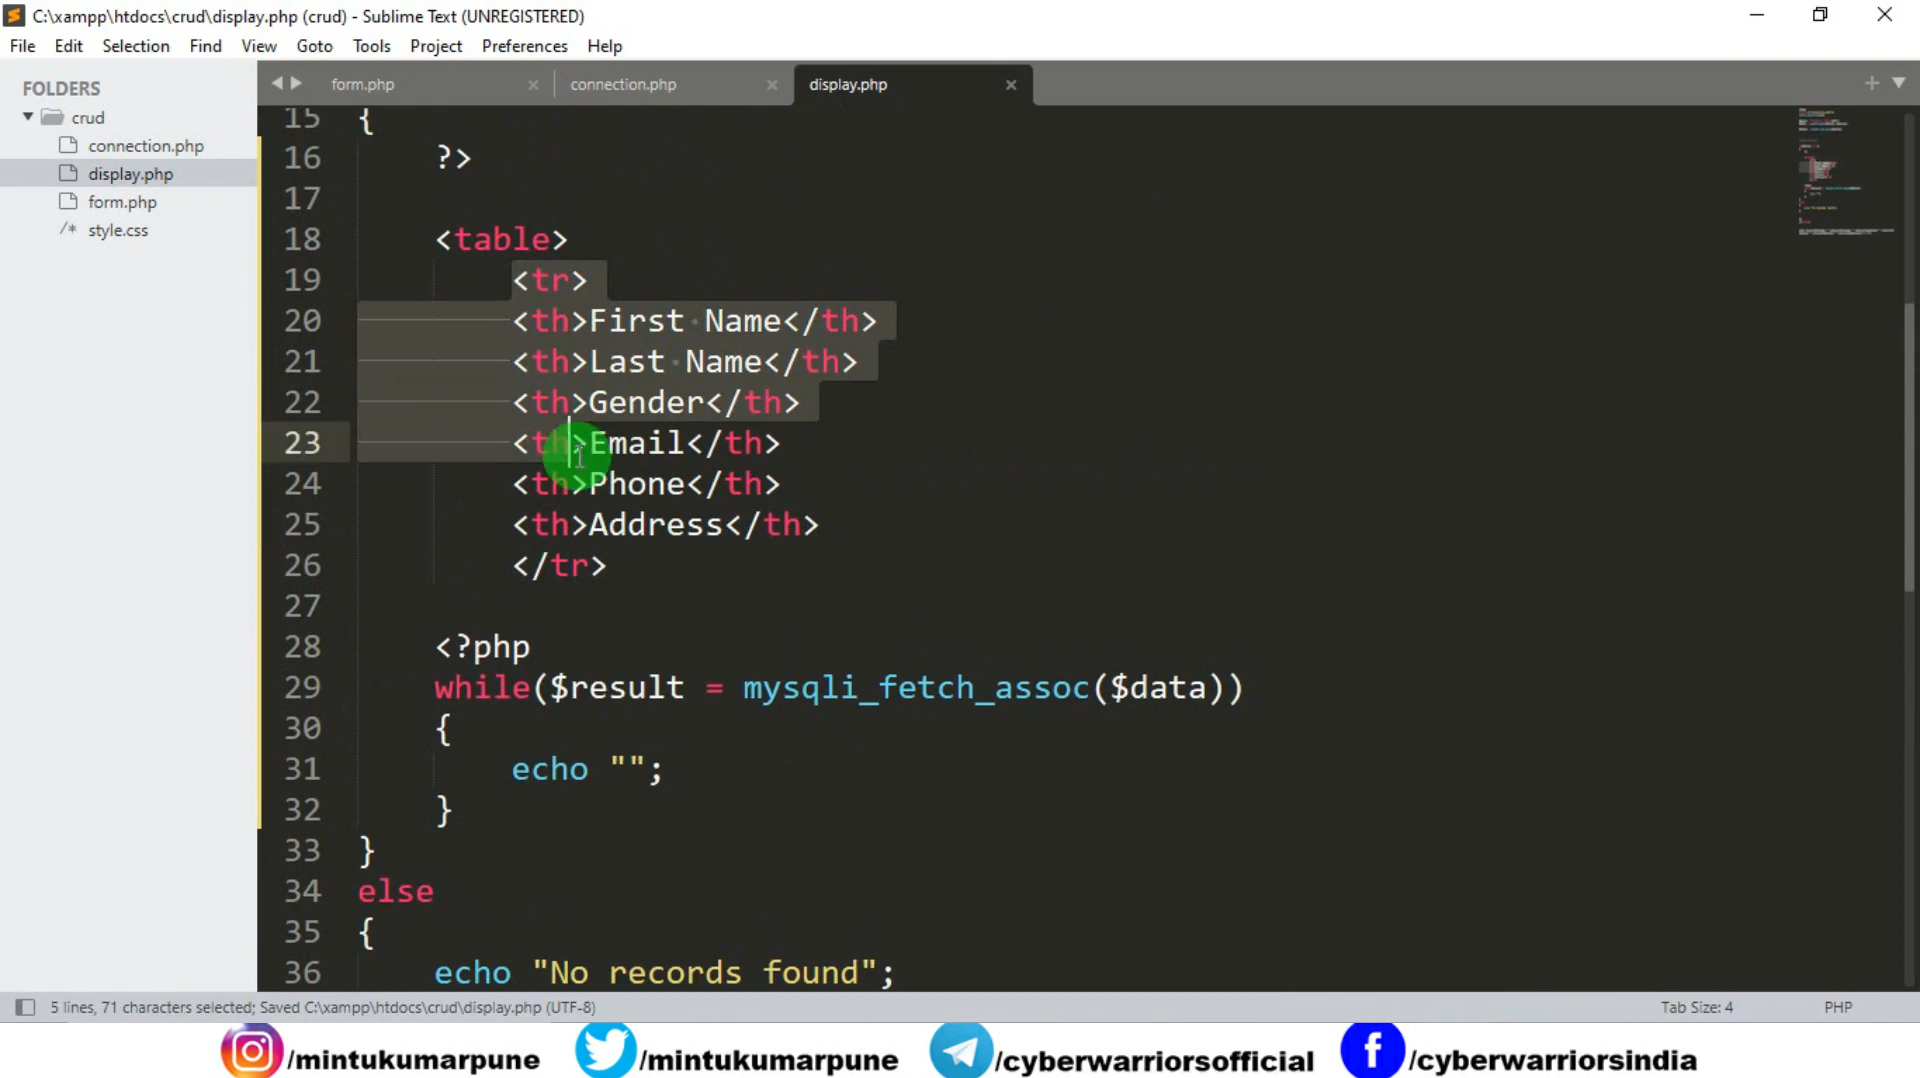 C:\xampp\htdocs\crud\display.php (crud) - Sublime Text (UNREGISTERED)
File Edit Selection Find View Goto Tools Project Preferences Help
FOLDERS
crud
connection.php
display.php
form.php
/* style.css
form.php connection.php display.php
15 {
16 ?>
17
18 <table>
19 <tr>
20 <th>First Name</th>
21 <th>Last Name</th>
22 <th>Gender</th>
23 <th>Email</th>
24 <th>Phone</th>
25 <th>Address</th>
26 </tr>
27
28 <?php
29 while($result = mysqli_fetch_assoc($data))
30 {
31 echo "";
32 }
33 }
34 else
35 {
36 echo "No records found";
5 lines, 71 characters selected; Saved C:\xampp\htdocs\crud\display.php (UTF-8) Tab Size: 4 PHP
/mintukumarpune /mintukumarpune /cyberwarriorsofficial /cyberwarriorsindia